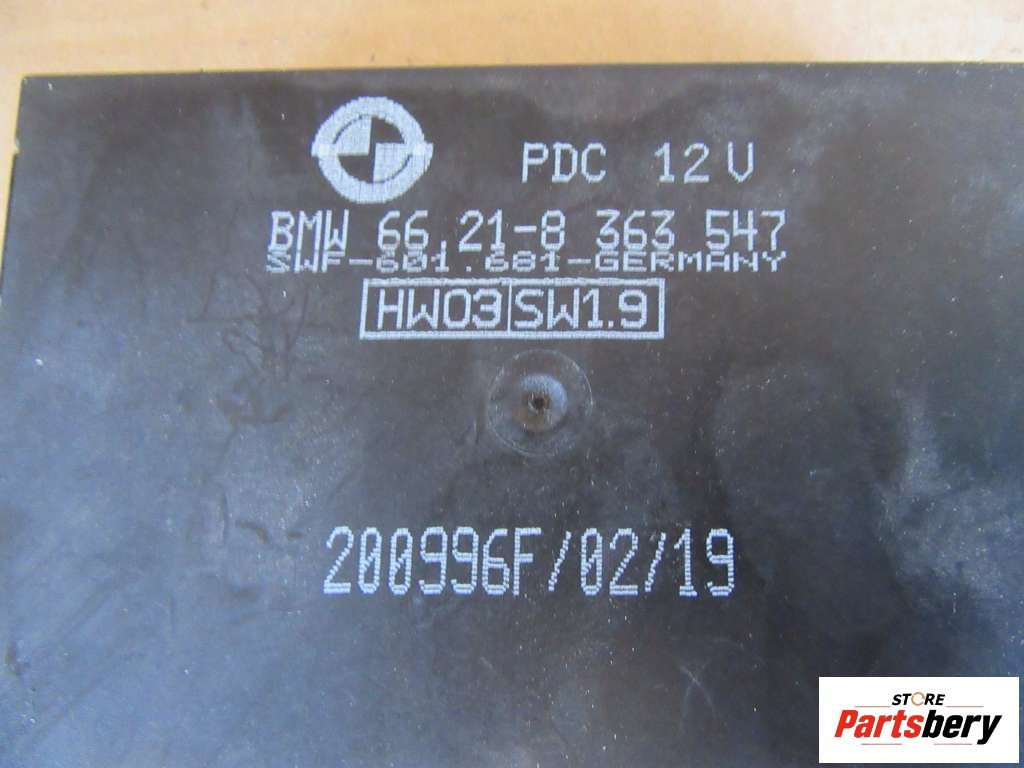 PDC 12V
BMW 66.21-8 363 547
SWF-601.681-GERMANY
HW03 SW1.9
200996F/02/19
STORE
Partsbery